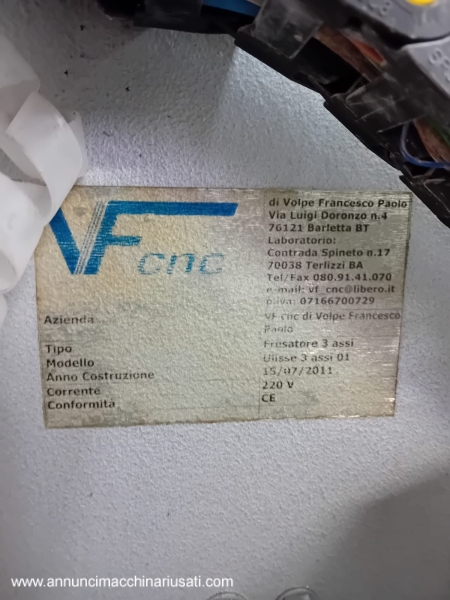 VF cnc
di Volpe Francesco Paolo
Via Luigi Doronzo n.4
76121 Barletta BT
Laboratorio:
Contrada Spineto n.17
70038 Terlizzi BA
Tel/Fax 080.91.41.070
e-mail: vf_cnc@libero.it
p.iva: 07166700729
Azienda VF cnc di Volpe Francesco
Paolo
Tipo Fresatore 3 assi
Modello Ulisse 3 assi 01
Anno Costruzione 15/07/2011
Corrente 220 V
Conformità CE
www.annuncimacchinariusati.com